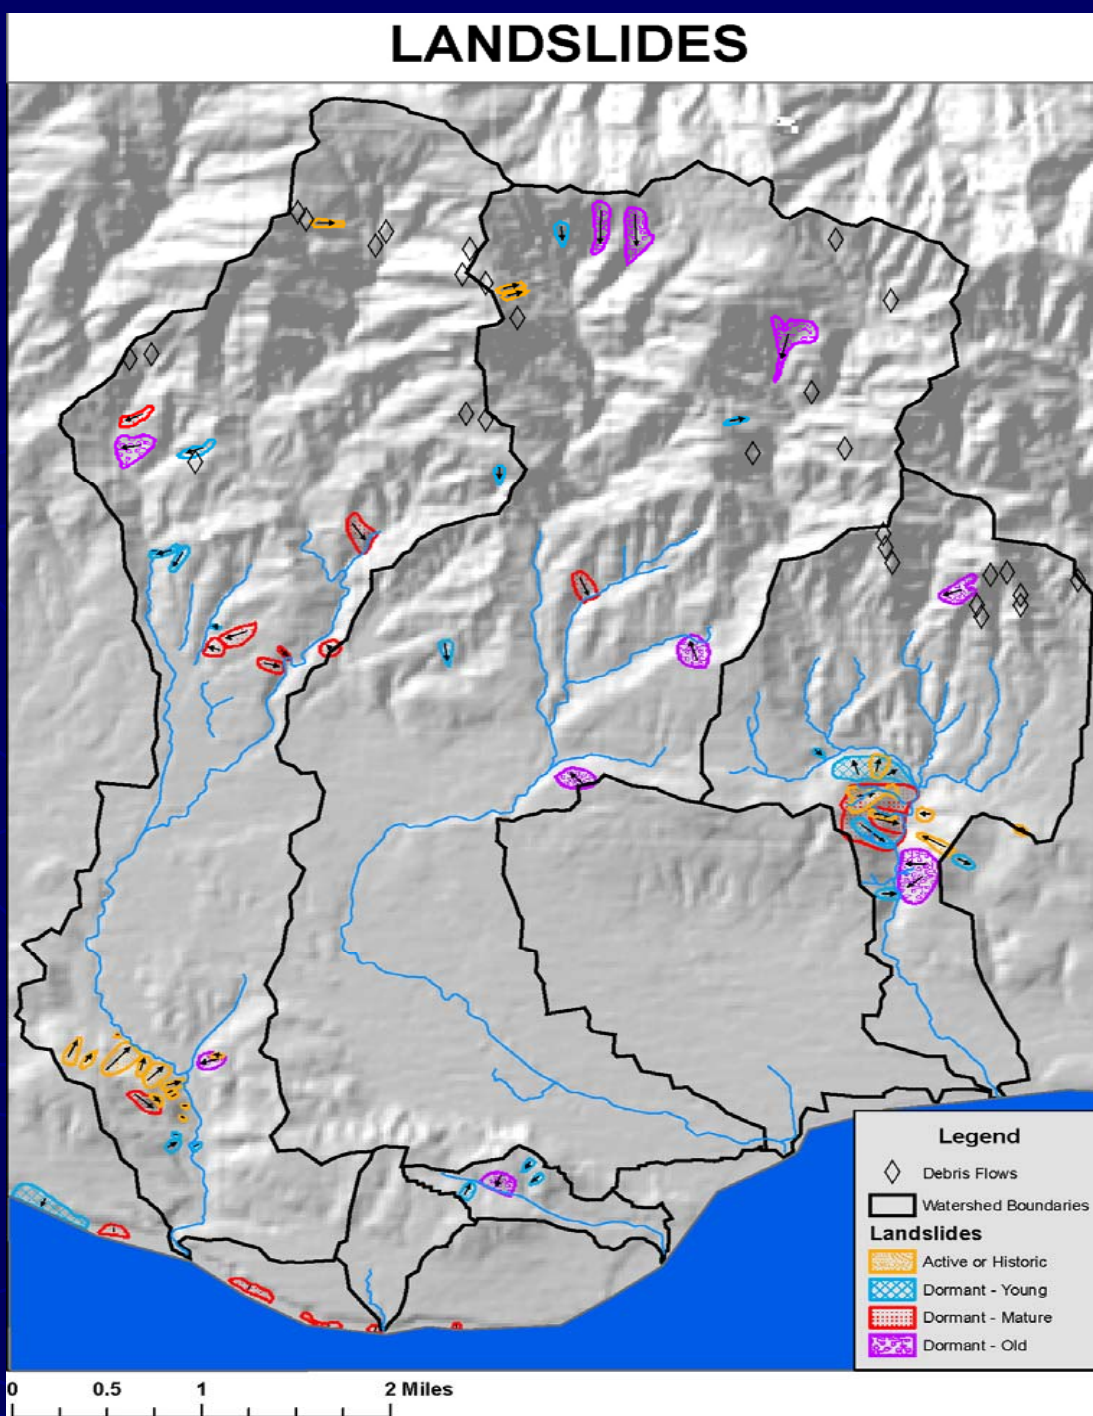 LANDSLIDES
Legend
Debris Flows
Watershed Boundaries
Landslides
Active or Historic
Dormant - Young
Dormant - Mature
Dormant - Old
0 0.5 1 2 Miles